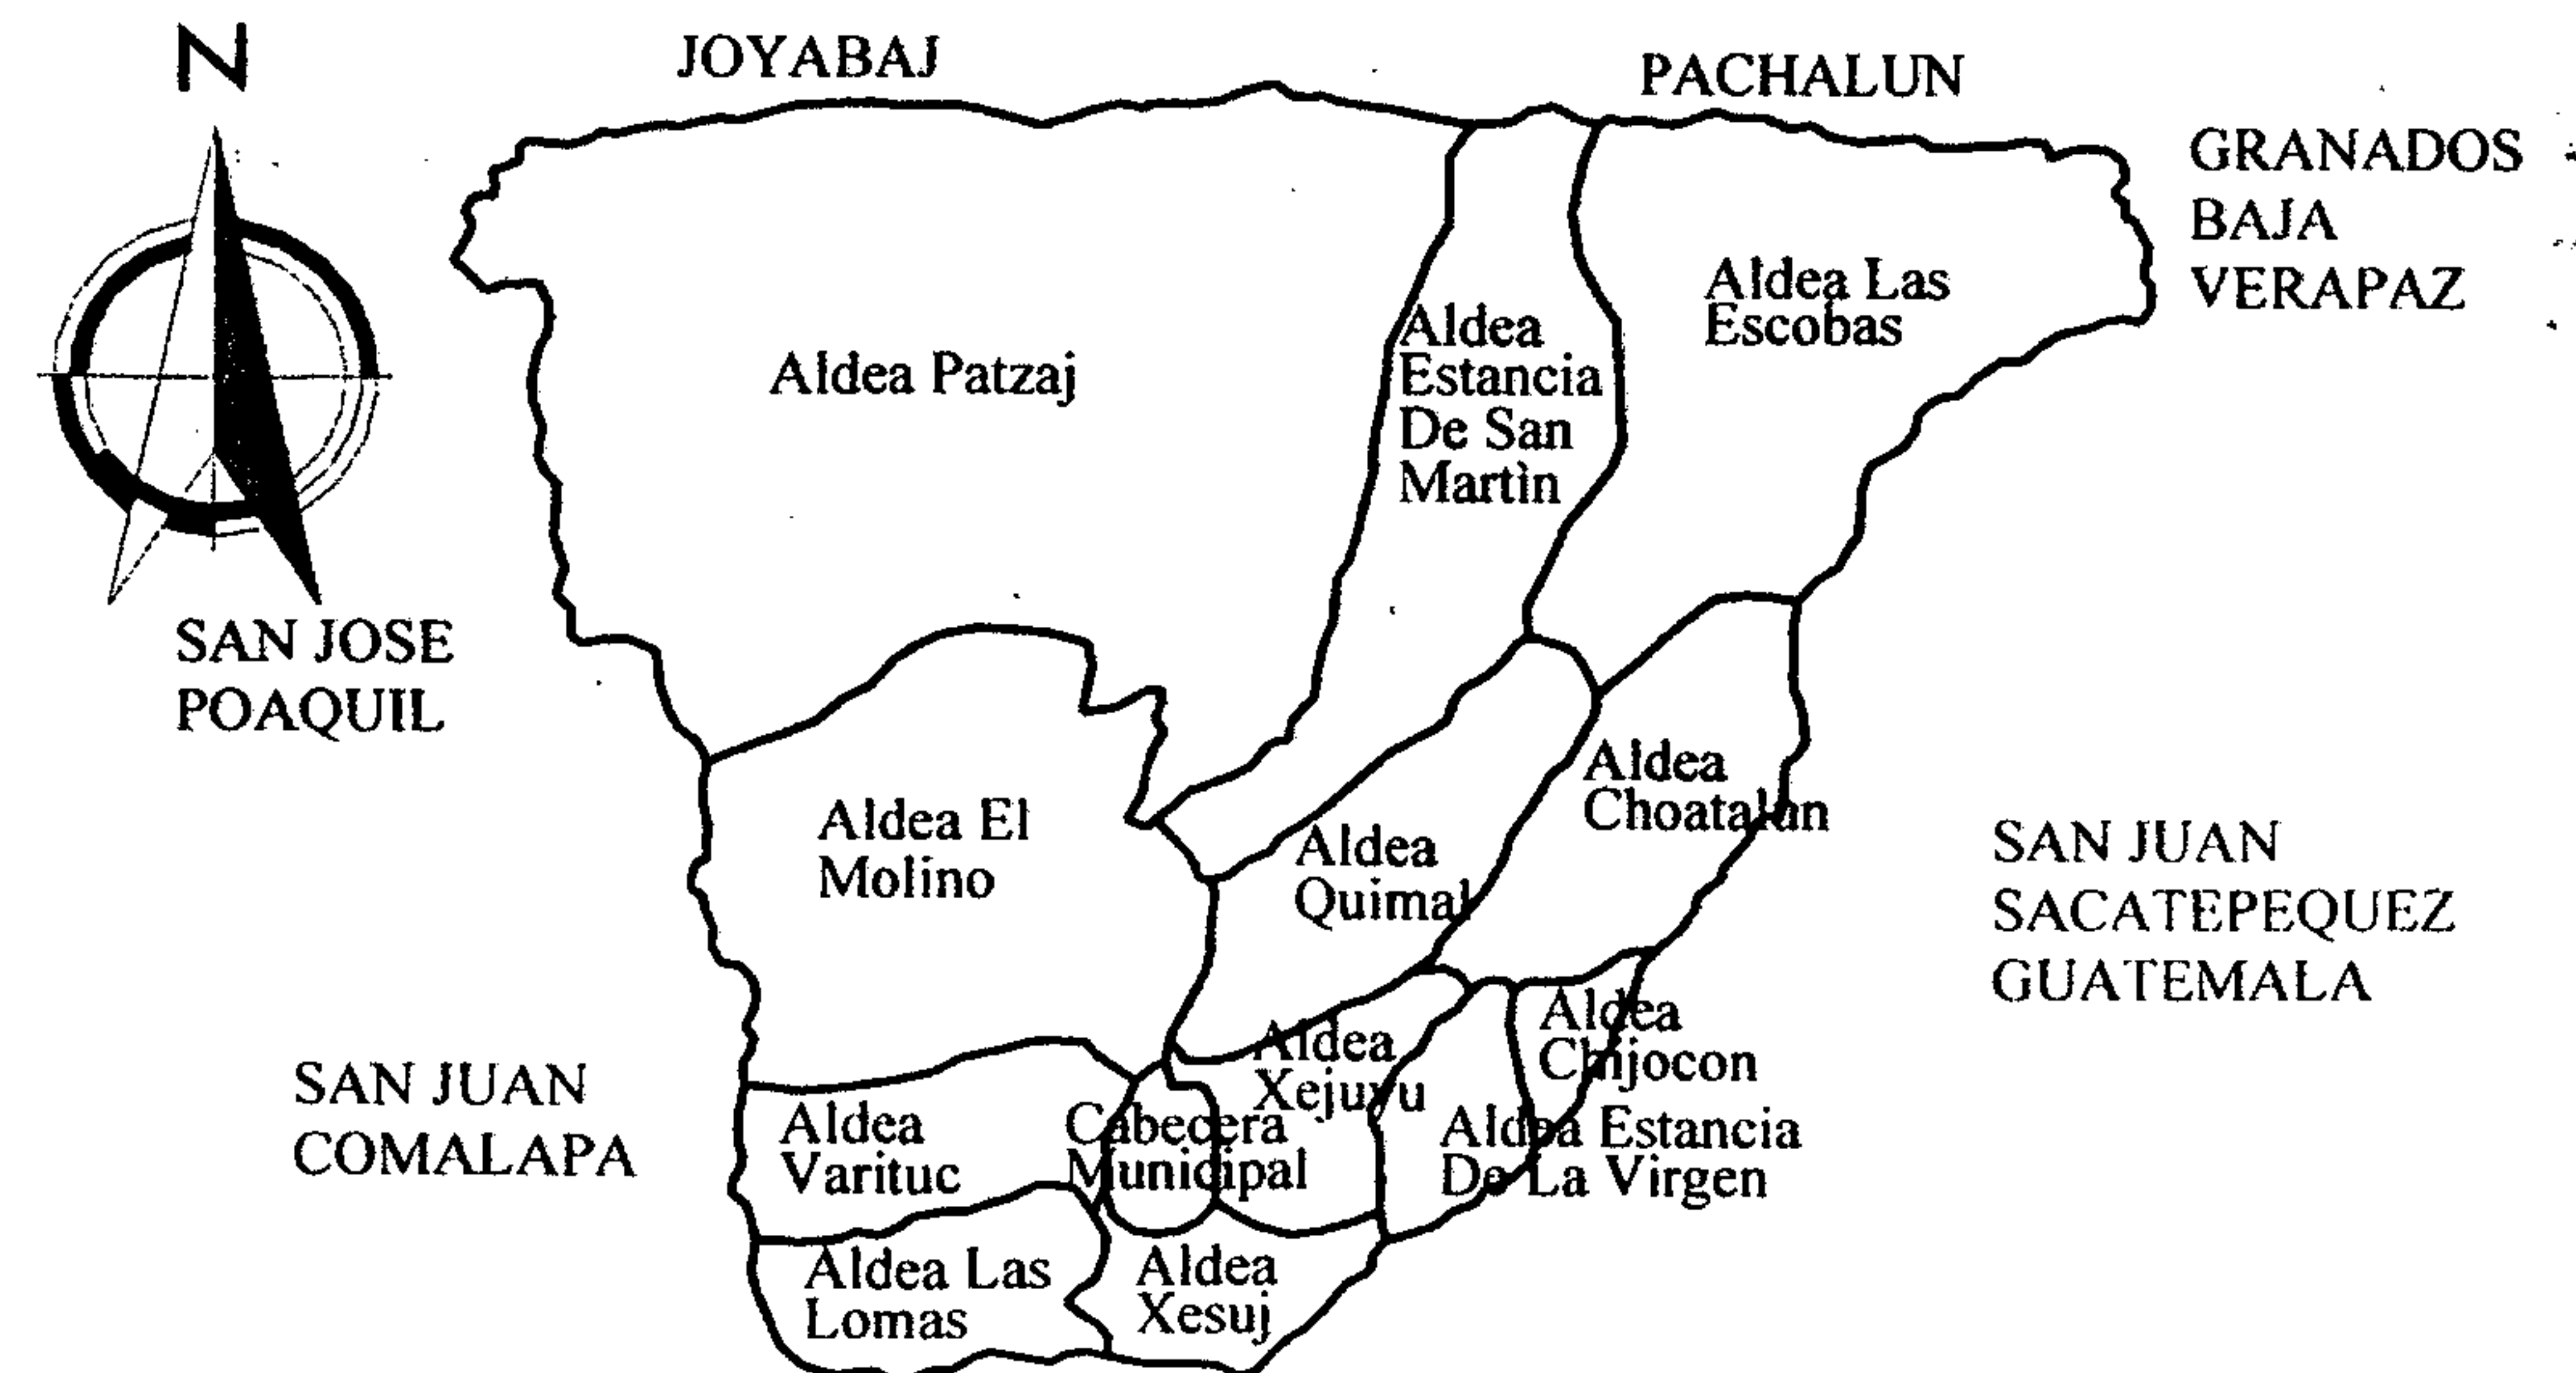 N
JOYABAJ
PACHALUN
GRANADOS
BAJA
VERAPAZ
Aldea Las
Escobas
Aldea
Estancia
De San
Martìn
Aldea Patzaj
SAN JOSE
POAQUIL
Aldea
Choatalun
Aldea El
Molino
Aldea
Quimal
SAN JUAN
SACATEPEQUEZ
GUATEMALA
Aldea
Chijocon
Aldea
Xejuyu
SAN JUAN
COMALAPA
Aldea
Varituc
Cabecera
Municipal
Aldea Estancia
De La Virgen
Aldea Las
Lomas
Aldea
Xesuj